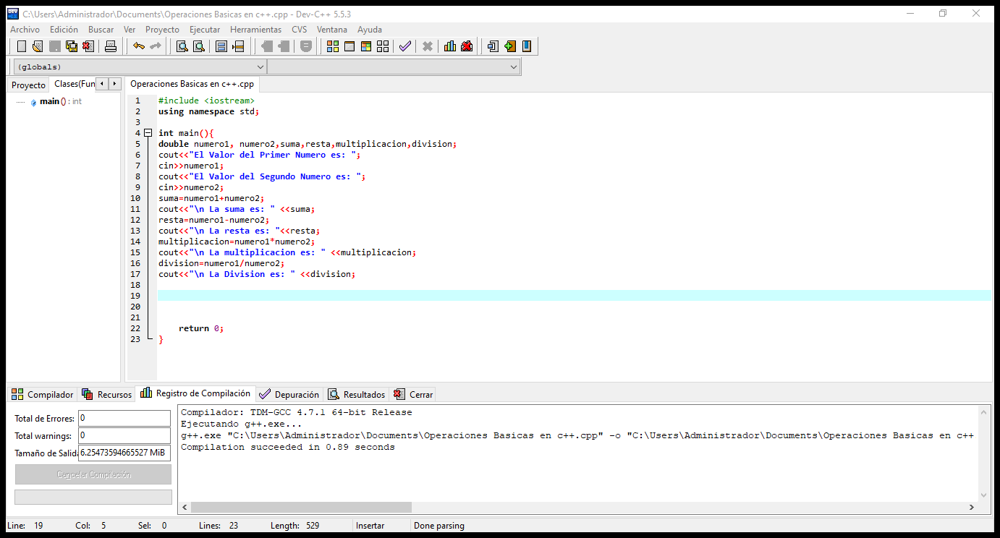 C:\Users\Administrador\Documents\Operaciones Basicas en c++.cpp - Dev-C++ 5.5.3
Archivo Edición Buscar Ver Proyecto Ejecutar Herramientas CVS Ventana Ayuda
(globals)
Proyecto Clases(Fun Operaciones Basicas en c++.cpp
main () : int
1 #include <iostream>
2 using namespace std;
3
4 int main(){
5 double numero1, numero2,suma,resta,multiplicacion,division;
6 cout<<"El Valor del Primer Numero es: ";
7 cin>>numero1;
8 cout<<"El Valor del Segundo Numero es: ";
9 cin>>numero2;
10 suma=numero1+numero2;
11 cout<<"\n La suma es: " <<suma;
12 resta=numero1-numero2;
13 cout<<"\n La resta es: "<<resta;
14 multiplicacion=numero1*numero2;
15 cout<<"\n La multiplicacion es: " <<multiplicacion;
16 division=numero1/numero2;
17 cout<<"\n La Division es: " <<division;
18
19
20
21
22 return 0;
23 }
Compilador Recursos Registro de Compilación Depuración Resultados Cerrar
Total de Errores: 0
Total warnings: 0
Tamaño de Salida 6.25473594665527 MiB
Cancelar Compilación
Compilador: TDM-GCC 4.7.1 64-bit Release
Ejecutando g++.exe...
g++.exe "C:\Users\Administrador\Documents\Operaciones Basicas en c++.cpp" -o "C:\Users\Administrador\Documents\Operaciones Basicas en c++
Compilation succeeded in 0.89 seconds
Line: 19 Col: 5 Sel: 0 Lines: 23 Length: 529 Insertar Done parsing